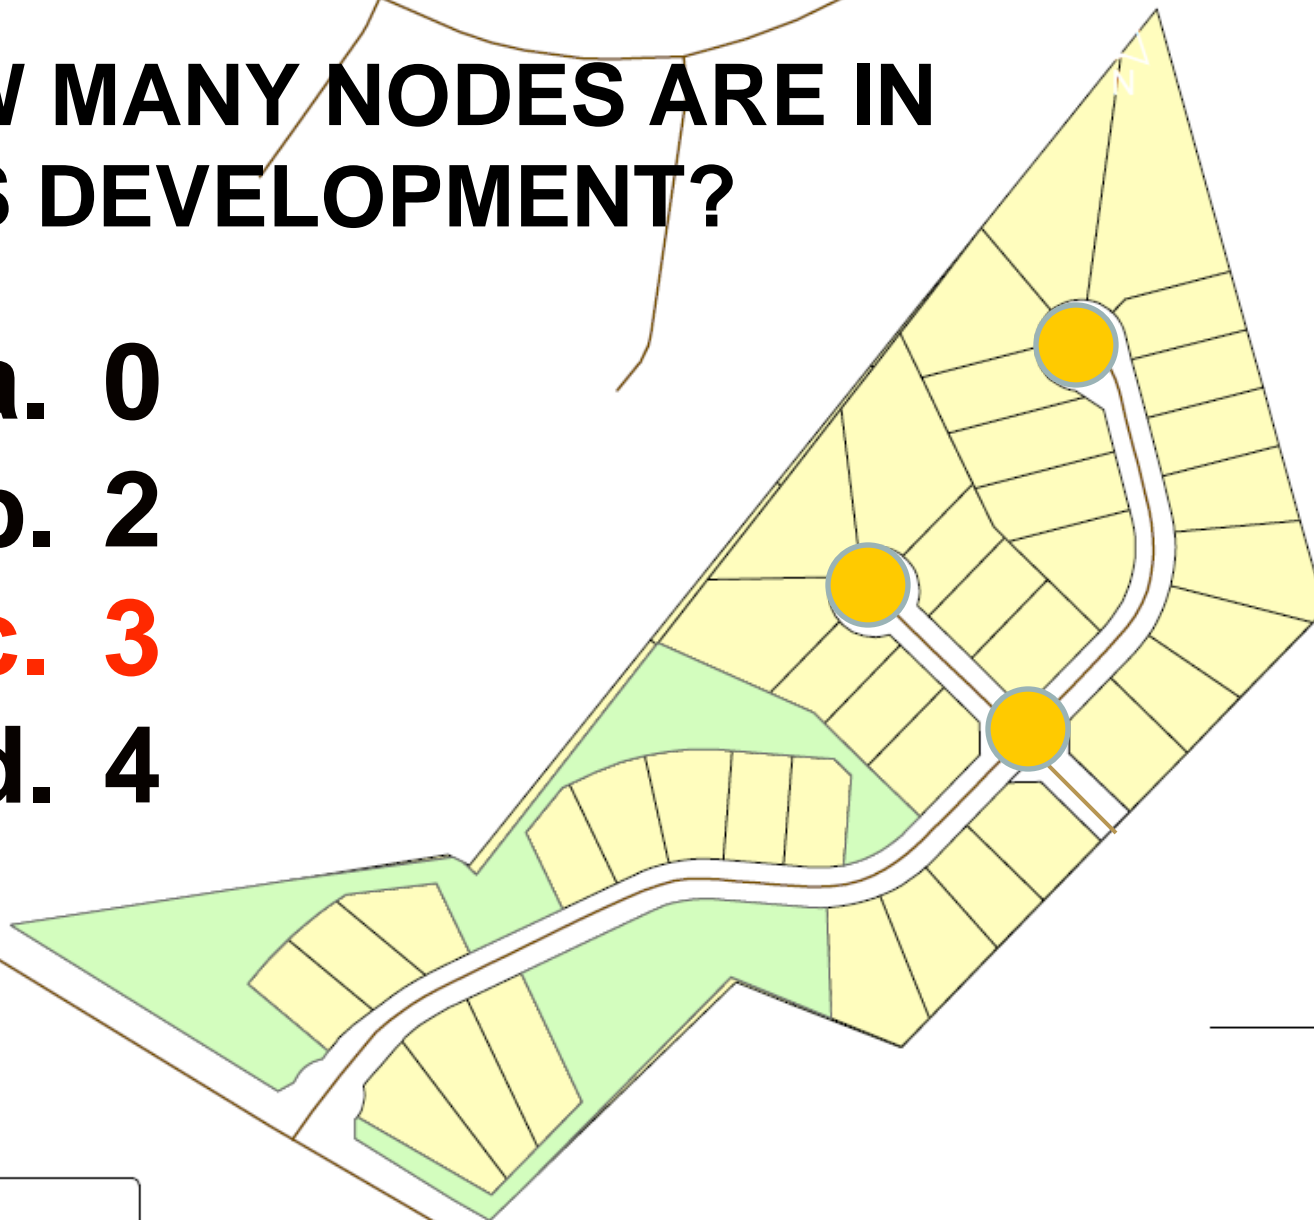 W MANY NODES ARE IN
S DEVELOPMENT?
a. 0
b. 2
c. 3
d. 4